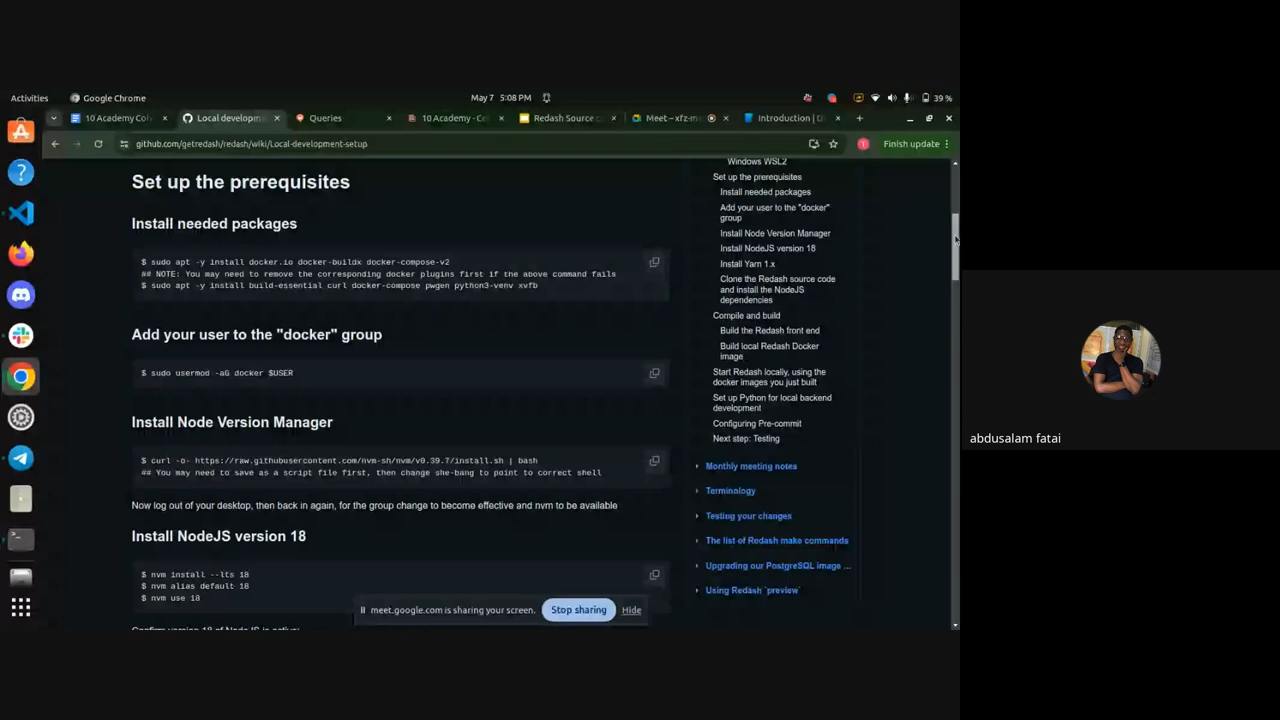 Activities
Google Chrome
May 7 5:08 PM
39 %
10 Academy Col
Local developm
Queries
10 Academy - Co
Redash Source c
Meet – xfz-m
Introduction | D
github.com/getredash/redash/wiki/Local-development-setup
Finish update
Set up the prerequisites
Install needed packages
$ sudo apt -y install docker.io docker-buildx docker-compose-v2
## NOTE: You may need to remove the corresponding docker plugins first if the above command fails
$ sudo apt -y install build-essential curl docker-compose pwgen python3-venv xvfb
Add your user to the "docker" group
$ sudo usermod -aG docker $USER
Install Node Version Manager
$ curl -o- https://raw.githubusercontent.com/nvm-sh/nvm/v0.39.7/install.sh | bash
## You may need to save as a script file first, then change she-bang to point to correct shell
Now log out of your desktop, then back in again, for the group change to become effective and nvm to be available
Install NodeJS version 18
$ nvm install --lts 18
$ nvm alias default 18
$ nvm use 18
Confirm version 18 of NodeJS is active:
Windows WSL2
Set up the prerequisites
Install needed packages
Add your user to the "docker"
group
Install Node Version Manager
Install NodeJS version 18
Install Yarn 1.x
Clone the Redash source code
and install the NodeJS
dependencies
Compile and build
Build the Redash front end
Build local Redash Docker
image
Start Redash locally, using the
docker images you just built
Set up Python for local backend
development
Configuring Pre-commit
Next step: Testing
Monthly meeting notes
Terminology
Testing your changes
The list of Redash make commands
Upgrading our PostgreSQL image ...
Using Redash `preview`
meet.google.com is sharing your screen.
Stop sharing
Hide
abdusalam fatai